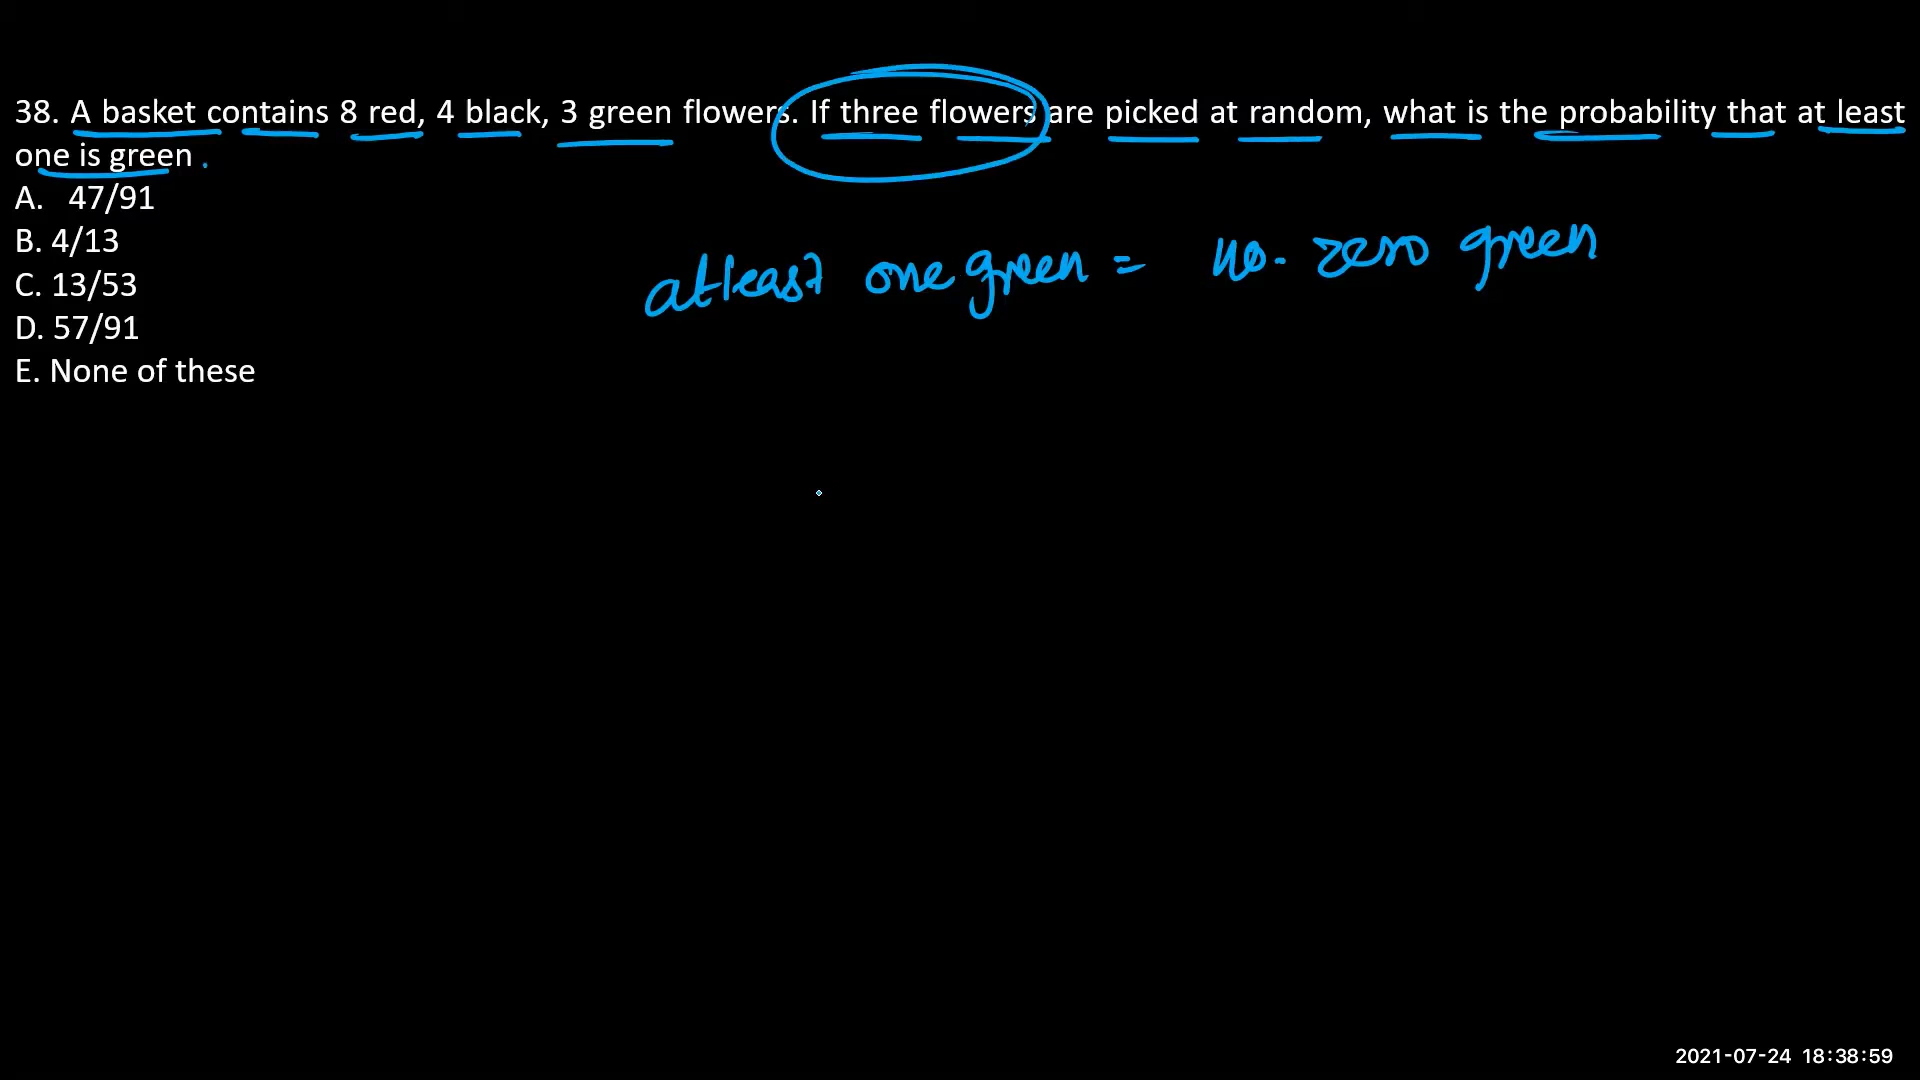 38. A basket contains 8 red, 4 black, 3 green flowers. If three flowers are picked at random, what is the probability that at least
one is green .
A. 47/91
B. 4/13
C. 13/53
D. 57/91
E. None of these
atleast one green = no. zero green
2021-07-24 18:38:59